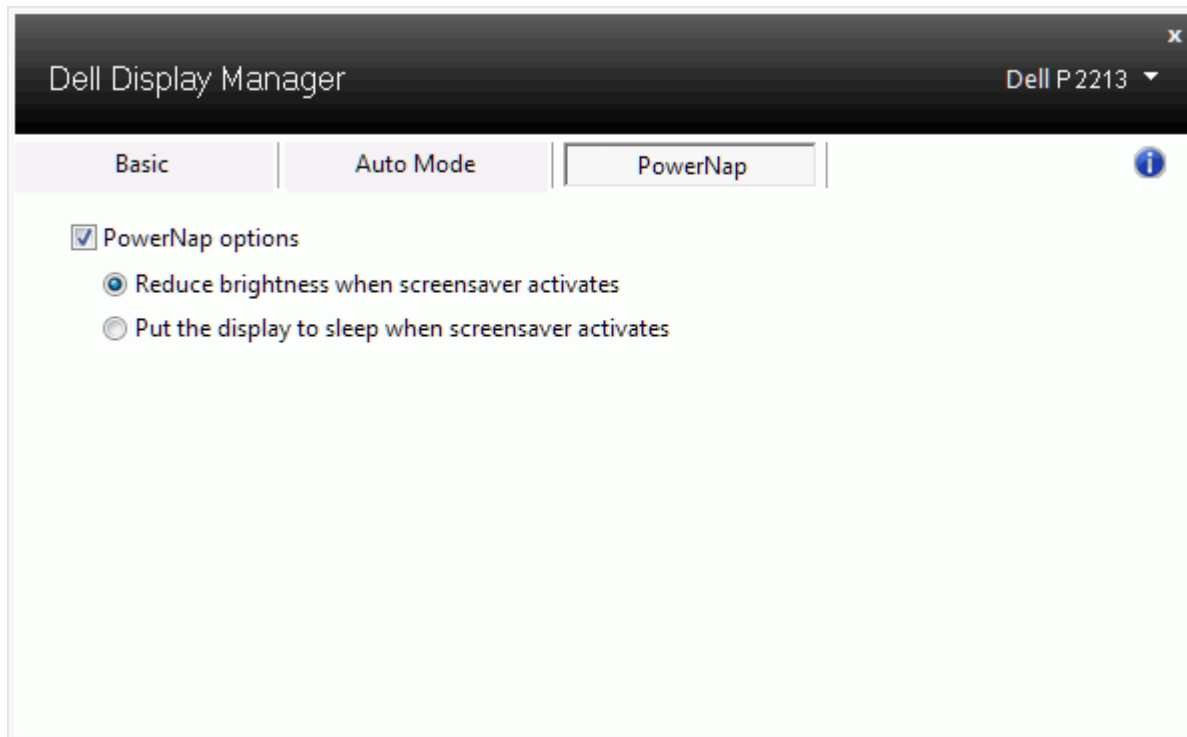 x
Dell Display Manager
Dell P2213
Basic
Auto Mode
PowerNap
i
PowerNap options
Reduce brightness when screensaver activates
Put the display to sleep when screensaver activates